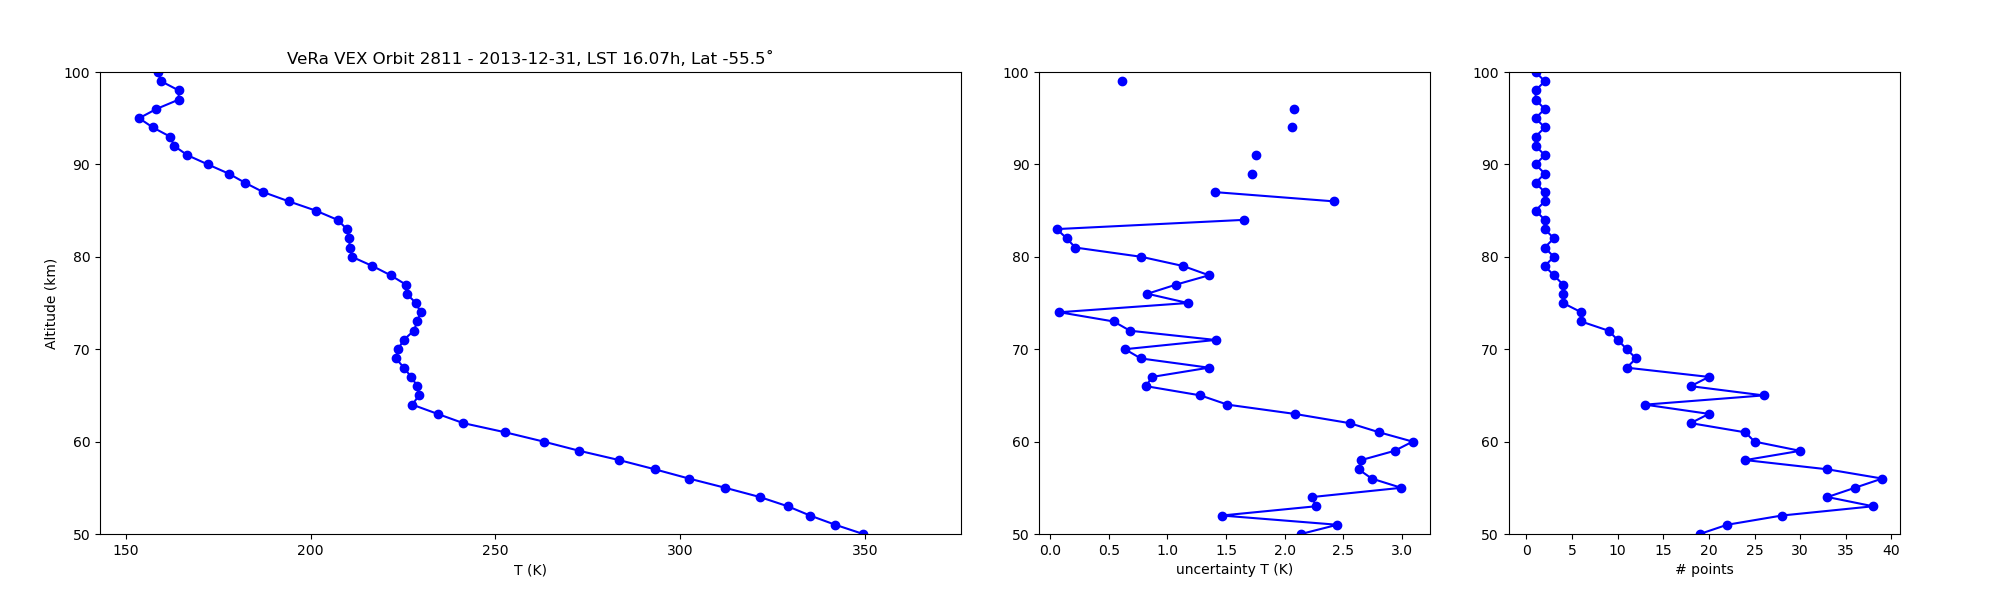 VeRa VEX Orbit 2811 - 2013-12-31, LST 16.07h, Lat -55.5°
100
90
80
70
60
50
Altitude (km)
150 200 250 300 350
T (K)
100
90
80
70
60
50
0.0 0.5 1.0 1.5 2.0 2.5 3.0
uncertainty T (K)
100
90
80
70
60
50
0 5 10 15 20 25 30 35 40
# points